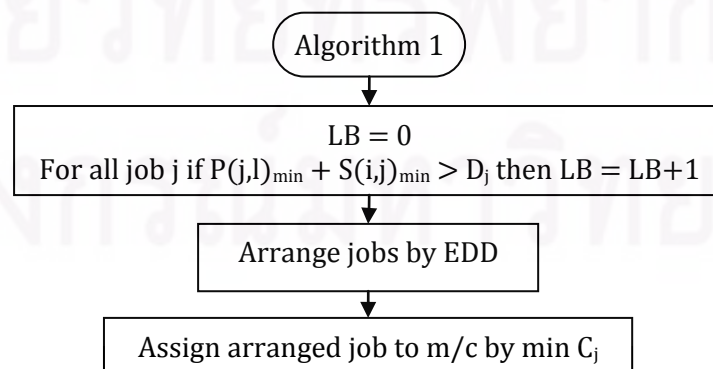 Algorithm 1
LB = 0
For all job j if P(j,l)min + S(i,j)min > Dj then LB = LB+1
Arrange jobs by EDD
Assign arranged job to m/c by min Cj